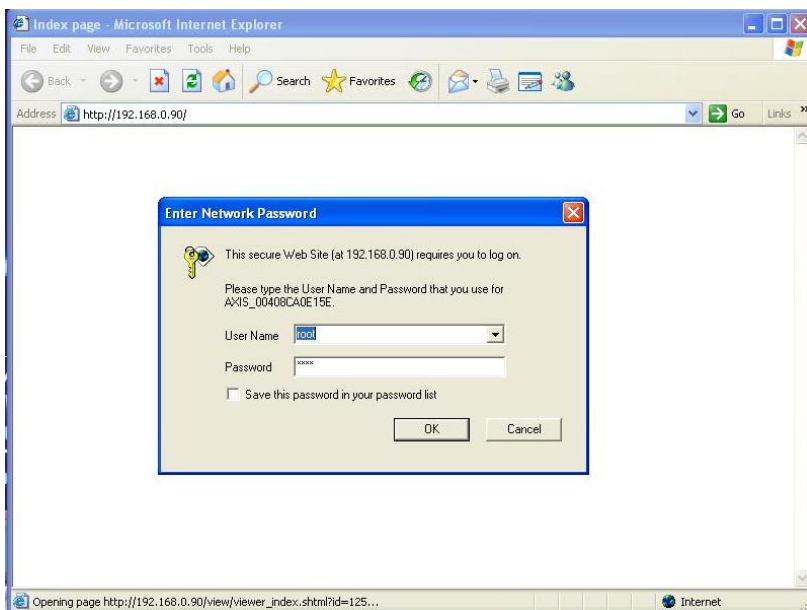 Index page - Microsoft Internet Explorer
File Edit View Favorites Tools Help
Back Search Favorites
Address http://192.168.0.90/ Go Links »
Enter Network Password
This secure Web Site (at 192.168.0.90) requires you to log on.
Please type the User Name and Password that you use for
AXIS_00408CA0E15E.
User Name root
Password ****
Save this password in your password list
OK Cancel
Opening page http://192.168.0.90/view/viewer_index.shtml?id=125... Internet